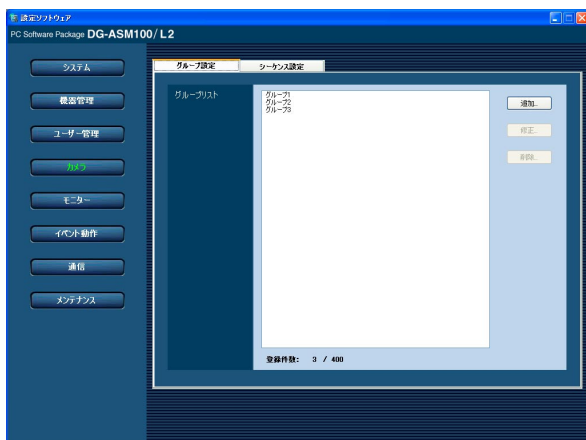 設定ソフトウェア
PC Software Package DG-ASM100/L2
システム
機器管理
ユーザー管理
カメラ
モニター
イベント動作
通信
メンテナンス
グループ設定 シーケンス設定
グループリスト
グループ1
グループ2
グループ3
追加...
修正...
削除...
登録件数: 3 / 400